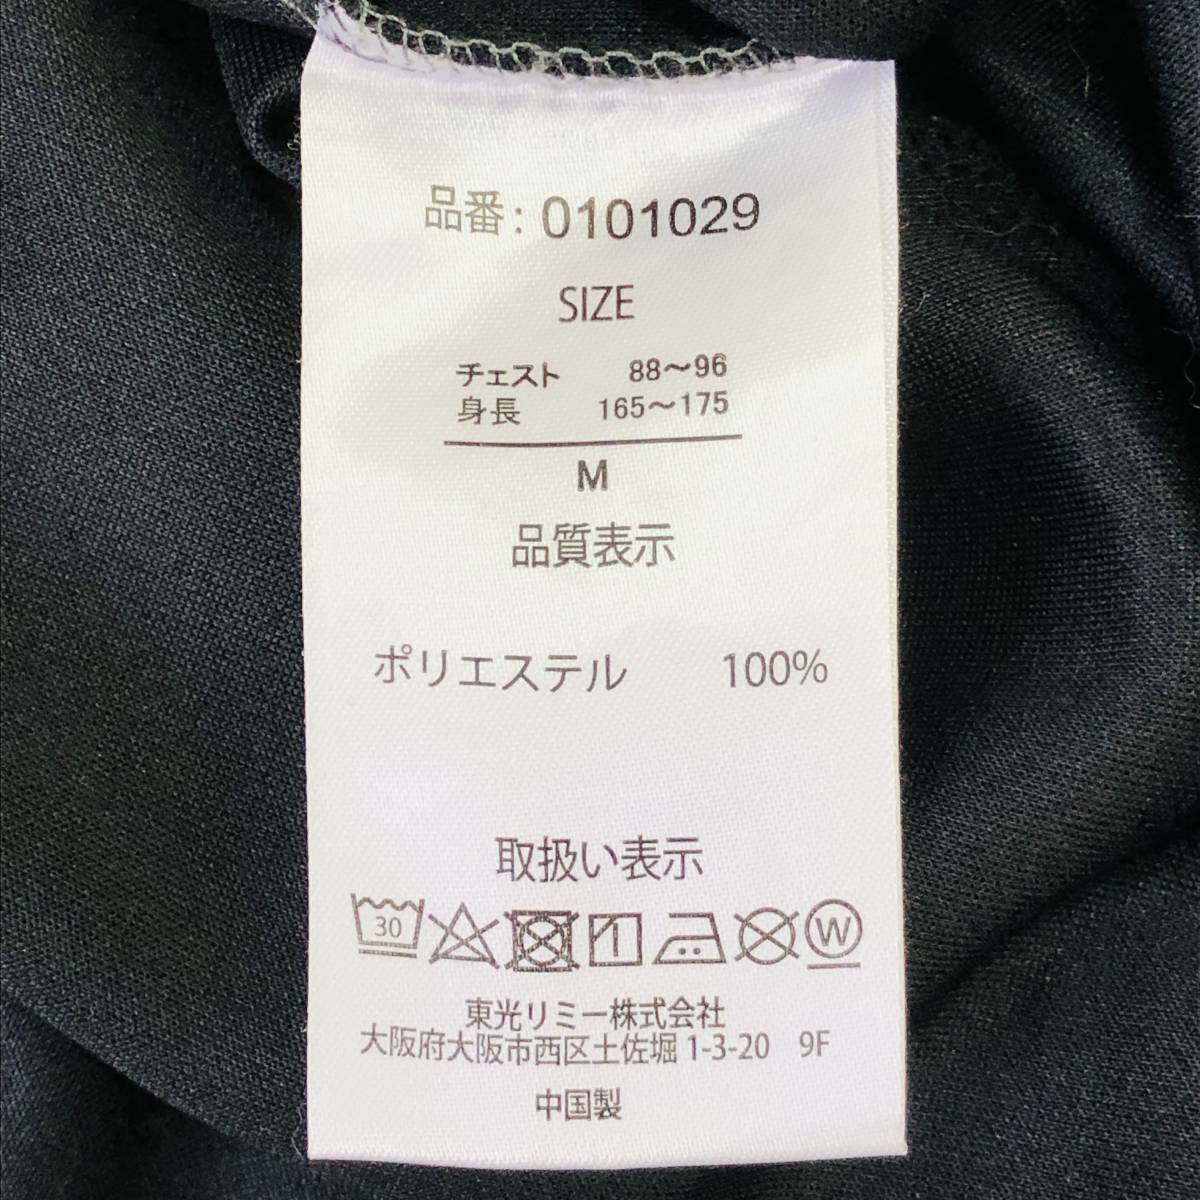 品番: 0101029
SIZE
チェスト 88～96
身長 165～175
M
品質表示
ポリエステル 100%
取扱い表示
30 W
東光リミー株式会社
大阪府大阪市西区土佐堀1-3-20 9F
中国製